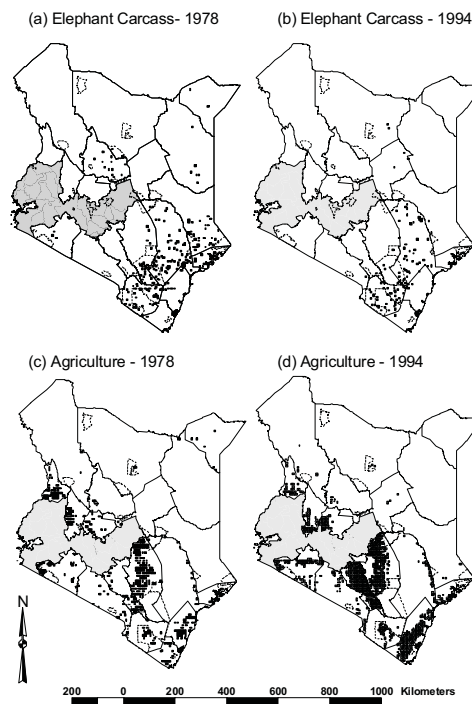 (a) Elephant Carcass- 1978
(b) Elephant Carcass - 1994
(c) Agriculture - 1978
(d) Agriculture - 1994
N
200 0 200 400 600 800 1000 Kilometers